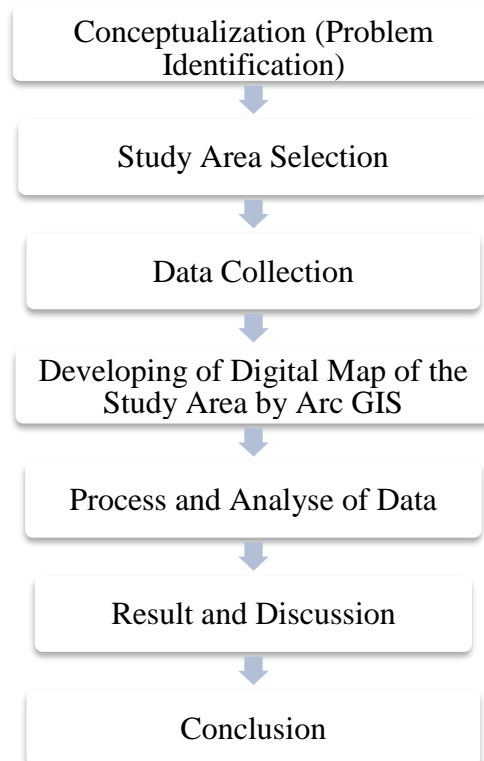 Conceptualization (Problem
Identification)
Study Area Selection
Data Collection
Developing of Digital Map of the
Study Area by Arc GIS
Process and Analyse of Data
Result and Discussion
Conclusion